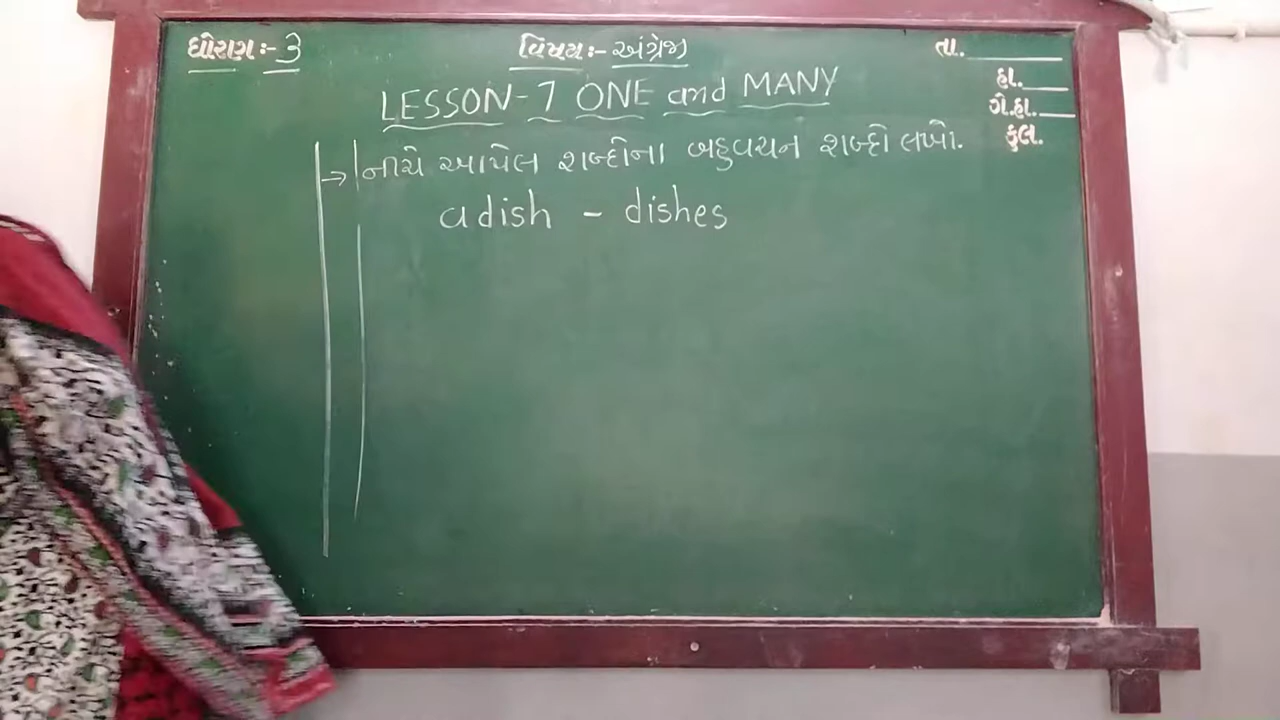 ધોરણઃ- 3 વિષયઃ- અંગ્રેજી તા.
હા.
ગે.હા.
કુલ.
LESSON-7 ONE and MANY
→ નીચે આપેલ શબ્દોના બહુવચન શબ્દો લખો.
a dish - dishes